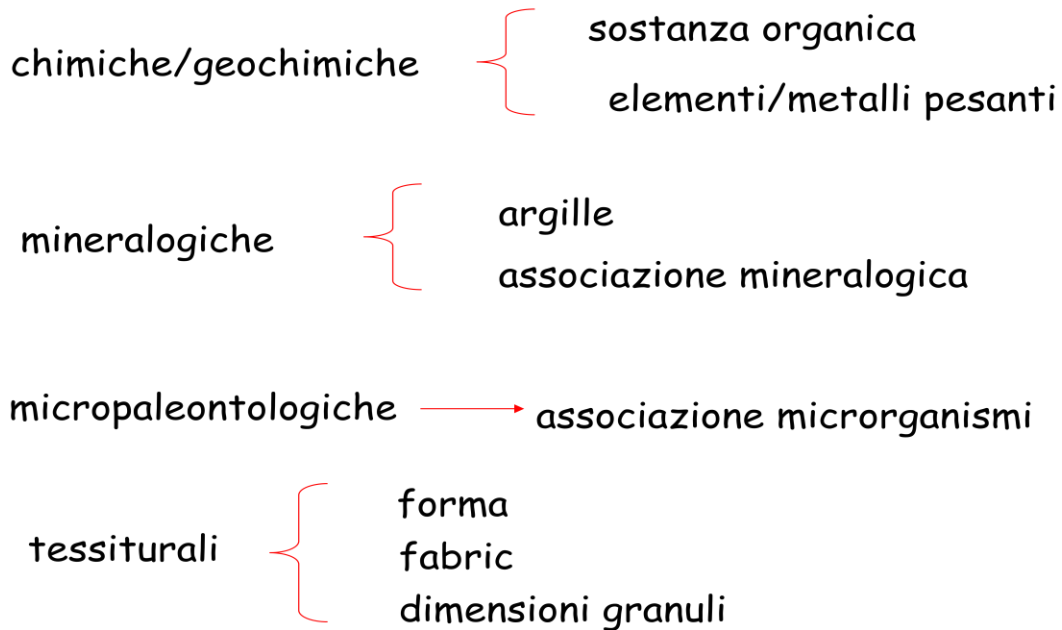 chimiche/geochimiche
sostanza organica
elementi/metalli pesanti
mineralogiche
argille
associazione mineralogica
micropaleontologiche
associazione microrganismi
tessiturali
forma
fabric
dimensioni granuli